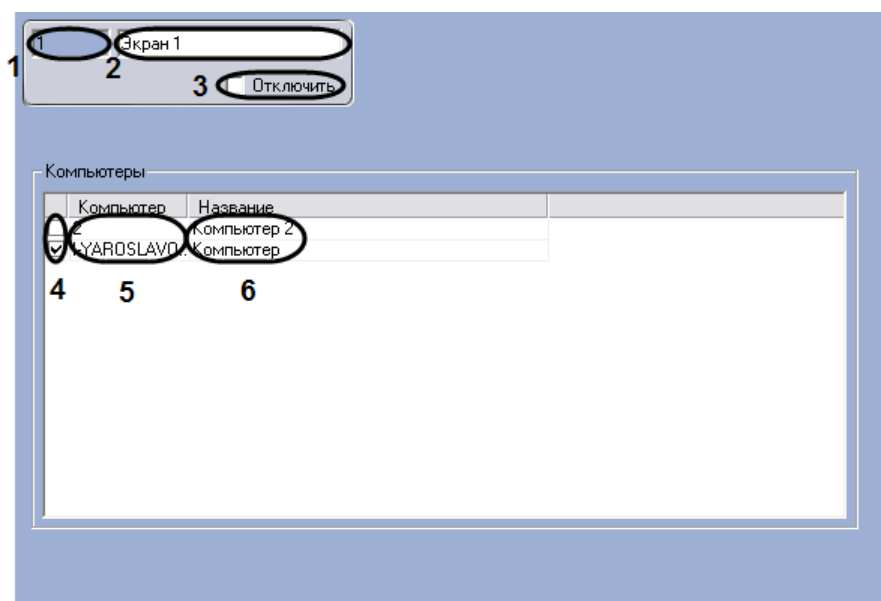 1 Экран 1
1 2
3 Отключить
Компьютеры
Компьютер Название
2 Компьютер 2
I-YAROSLAVO... Компьютер
4 5 6